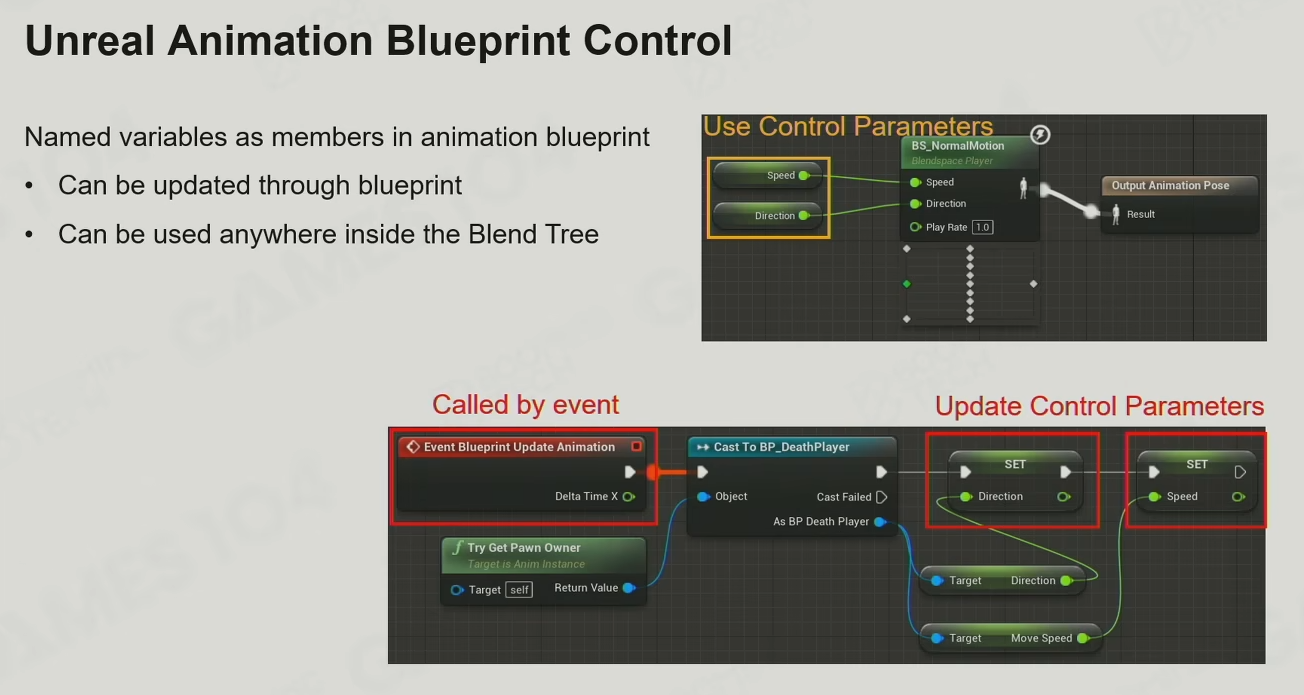 Unreal Animation Blueprint Control
Named variables as members in animation blueprint
• Can be updated through blueprint
• Can be used anywhere inside the Blend Tree
Use Control Parameters
Speed
Direction
BS_NormalMotion
Blendspace Player
Speed
Direction
Play Rate 1.0
Output Animation Pose
Result
Called by event
Update Control Parameters
Event Blueprint Update Animation
Delta Time X
Cast To BP_DeathPlayer
Object
Cast Failed
As BP Death Player
SET
Direction
SET
Speed
f Try Get Pawn Owner
Target is Anim Instance
Target self
Return Value
Target Direction
Target Move Speed
GAMES104
GAMES104